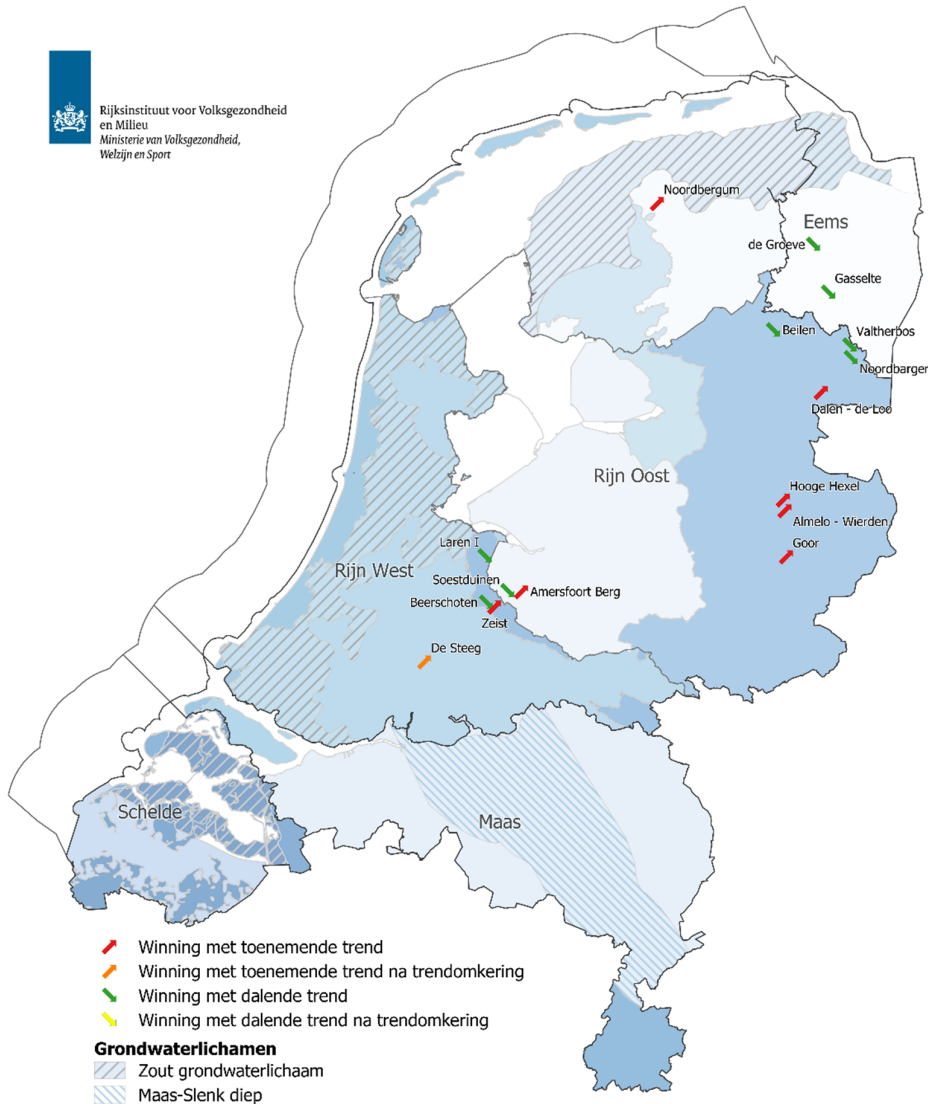 Rijksinstituut voor Volksgezondheid
en Milieu
Ministerie van Volksgezondheid,
Welzijn en Sport
Noordbergum
Eems
de Groeve
Gasselte
Beilen
Valtherbos
Noordbarger
Dalen - de Loo
Rijn Oost
Hooge Hexel
Almelo - Wierden
Goor
Laren I
Rijn West
Soestduinen
Amersfoort Berg
Beerschoten
Zeist
De Steeg
Schelde
Maas
Winning met toenemende trend
Winning met toenemende trend na trendomkering
Winning met dalende trend
Winning met dalende trend na trendomkering
Grondwaterlichamen
Zout grondwaterlichaam
Maas-Slenk diep